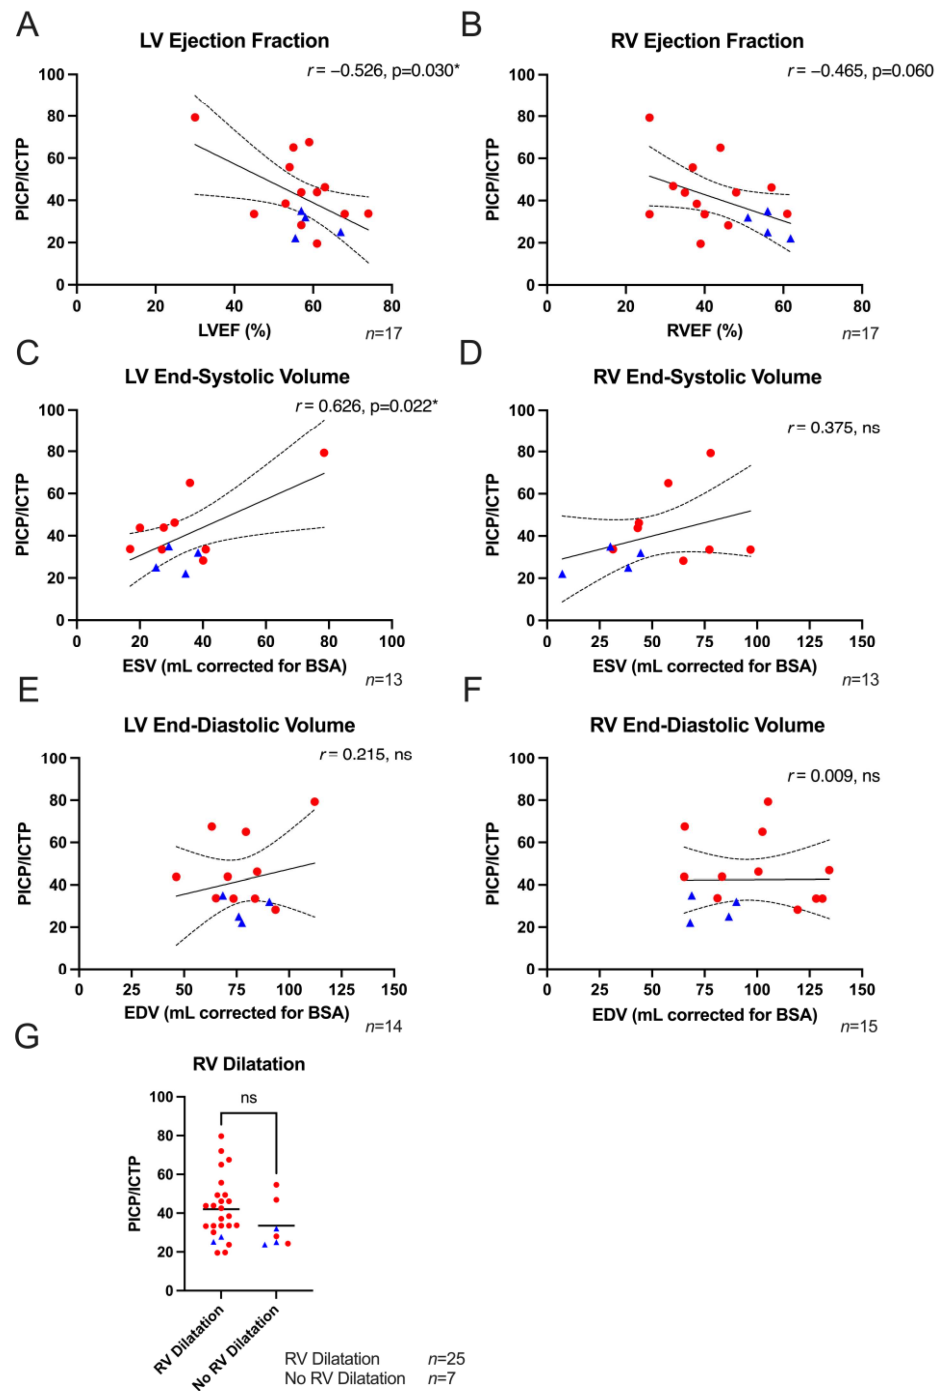 A
LV Ejection Fraction
r = −0.526, p=0.030*
100
80
60
40
20
0
PICP/ICTP
0 20 40 60 80
LVEF (%)
n=17
B
RV Ejection Fraction
r = −0.465, p=0.060
100
80
60
40
20
0
PICP/ICTP
0 20 40 60 80
RVEF (%)
n=17
C
LV End-Systolic Volume
r = 0.626, p=0.022*
100
80
60
40
20
0
PICP/ICTP
0 20 40 60 80 100
ESV (mL corrected for BSA)
n=13
D
RV End-Systolic Volume
r = 0.375, ns
100
80
60
40
20
0
PICP/ICTP
0 25 50 75 100 125 150
ESV (mL corrected for BSA)
n=13
E
LV End-Diastolic Volume
r = 0.215, ns
100
80
60
40
20
0
PICP/ICTP
0 25 50 75 100 125 150
EDV (mL corrected for BSA)
n=14
F
RV End-Diastolic Volume
r = 0.009, ns
100
80
60
40
20
0
PICP/ICTP
0 25 50 75 100 125 150
EDV (mL corrected for BSA)
n=15
G
RV Dilatation
ns
100
80
60
40
20
0
PICP/ICTP
RV Dilatation
No RV Dilatation
RV Dilatation n=25
No RV Dilatation n=7